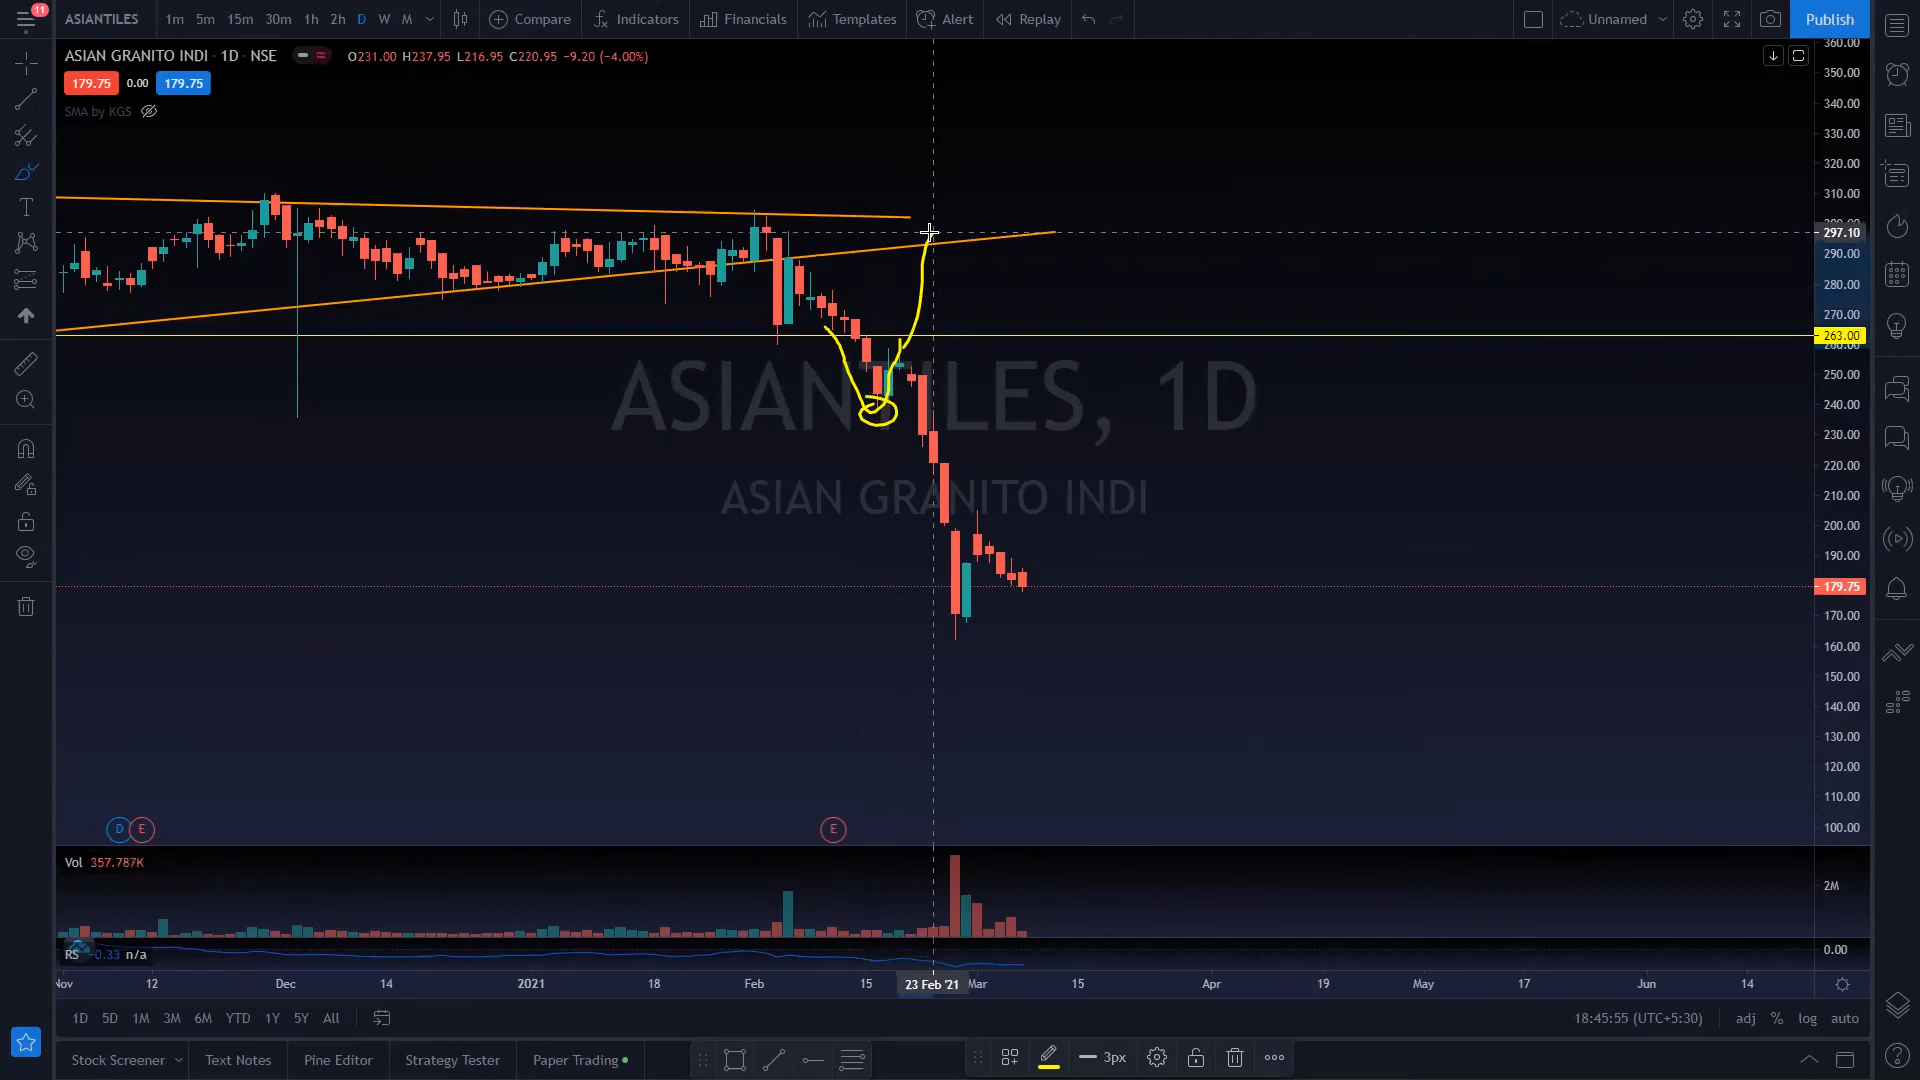 11
ASIANTILES 1m 5m 15m 30m 1h 2h D W M Compare Indicators Financials Templates Alert Replay Unnamed Publish
ASIAN GRANITO INDI · 1D · NSE O231.00 H237.95 L216.95 C220.95 −9.20 (−4.00%)
179.75 0.00 179.75
SMA by KGS
360.00
350.00
340.00
330.00
320.00
310.00
300.00
297.10
290.00
280.00
270.00
263.00
260.00
250.00
240.00
230.00
220.00
210.00
200.00
190.00
179.75
170.00
160.00
150.00
140.00
130.00
120.00
110.00
100.00
ASIANTILES, 1D
ASIAN GRANITO INDI
D E E
Vol 357.787K
2M
RS −0.33 n/a
0.00
Nov 12 Dec 14 2021 18 Feb 15 23 Feb '21 Mar 15 Apr 19 May 17 Jun 14
1D 5D 1M 3M 6M YTD 1Y 5Y All 18:45:55 (UTC+5:30) adj % log auto
Stock Screener Text Notes Pine Editor Strategy Tester Paper Trading 3px